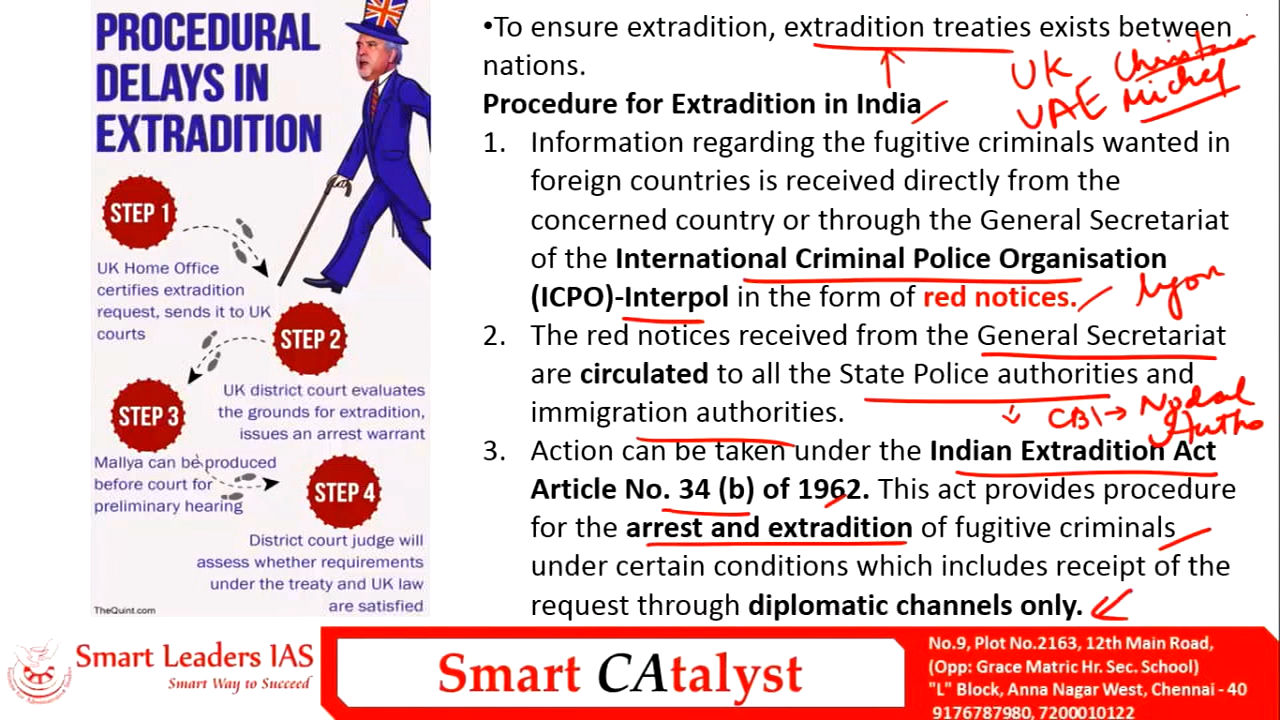 PROCEDURAL
DELAYS IN
EXTRADITION
STEP 1
UK Home Office
certifies extradition
request, sends it to UK
courts
STEP 2
UK district court evaluates
the grounds for extradition,
issues an arrest warrant
STEP 3
Mallya can be produced
before court for
preliminary hearing
STEP 4
District court judge will
assess whether requirements
under the treaty and UK law
are satisfied
TheQuint.com
•To ensure extradition, extradition treaties exists between
nations.
UK
UAE
Christian
Michel
Procedure for Extradition in India
1. Information regarding the fugitive criminals wanted in
foreign countries is received directly from the
concerned country or through the General Secretariat
of the International Criminal Police Organisation
(ICPO)-Interpol in the form of red notices.
lyon
2. The red notices received from the General Secretariat
are circulated to all the State Police authorities and
immigration authorities.
CBI → Nodal
Autho
3. Action can be taken under the Indian Extradition Act
Article No. 34 (b) of 1962. This act provides procedure
for the arrest and extradition of fugitive criminals
under certain conditions which includes receipt of the
request through diplomatic channels only.
Smart Leaders IAS
Smart Way to Succeed
Smart CAtalyst
No.9, Plot No.2163, 12th Main Road,
(Opp: Grace Matric Hr. Sec. School)
"L" Block, Anna Nagar West, Chennai - 40
9176787980, 7200010122